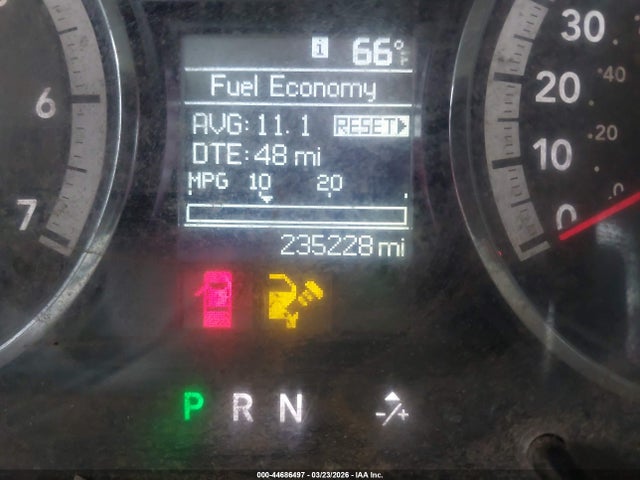 i 66°F
Fuel Economy
AVG: 11.1 RESET
DTE: 48 mi
MPG 10 20
235228 mi
6
7
30
20
10
0
40
20
0
P R N -/+
000-44686497 - 03/23/2026 - IAA Inc.